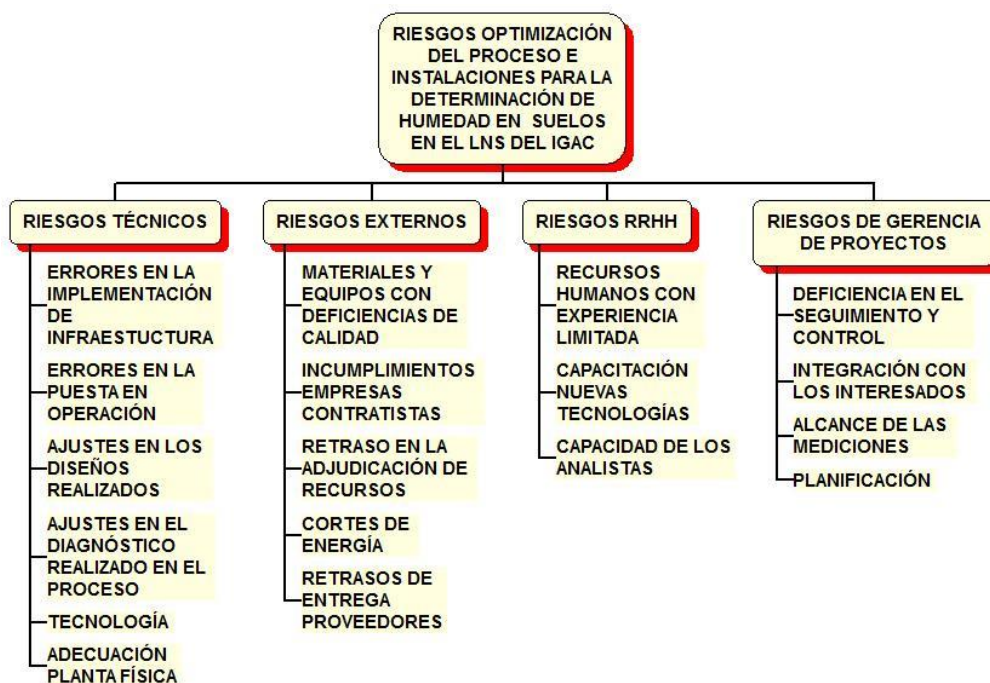 RIESGOS OPTIMIZACIÓN
DEL PROCESO E
INSTALACIONES PARA LA
DETERMINACIÓN DE
HUMEDAD EN SUELOS
EN EL LNS DEL IGAC
RIESGOS TÉCNICOS
ERRORES EN LA
IMPLEMENTACIÓN
DE
INFRAESTUCTURA
ERRORES EN LA
PUESTA EN
OPERACIÓN
AJUSTES EN LOS
DISEÑOS
REALIZADOS
AJUSTES EN EL
DIAGNÓSTICO
REALIZADO EN EL
PROCESO
TECNOLOGÍA
ADECUACIÓN
PLANTA FÍSICA
RIESGOS EXTERNOS
MATERIALES Y
EQUIPOS CON
DEFICIENCIAS DE
CALIDAD
INCUMPLIMIENTOS
EMPRESAS
CONTRATISTAS
RETRASO EN LA
ADJUDICACIÓN DE
RECURSOS
CORTES DE
ENERGÍA
RETRASOS DE
ENTREGA
PROVEEDORES
RIESGOS RRHH
RECURSOS
HUMANOS CON
EXPERIENCIA
LIMITADA
CAPACITACIÓN
NUEVAS
TECNOLOGÍAS
CAPACIDAD DE LOS
ANALISTAS
RIESGOS DE GERENCIA
DE PROYECTOS
DEFICIENCIA EN EL
SEGUIMIENTO Y
CONTROL
INTEGRACIÓN CON
LOS INTERESADOS
ALCANCE DE LAS
MEDICIONES
PLANIFICACIÓN